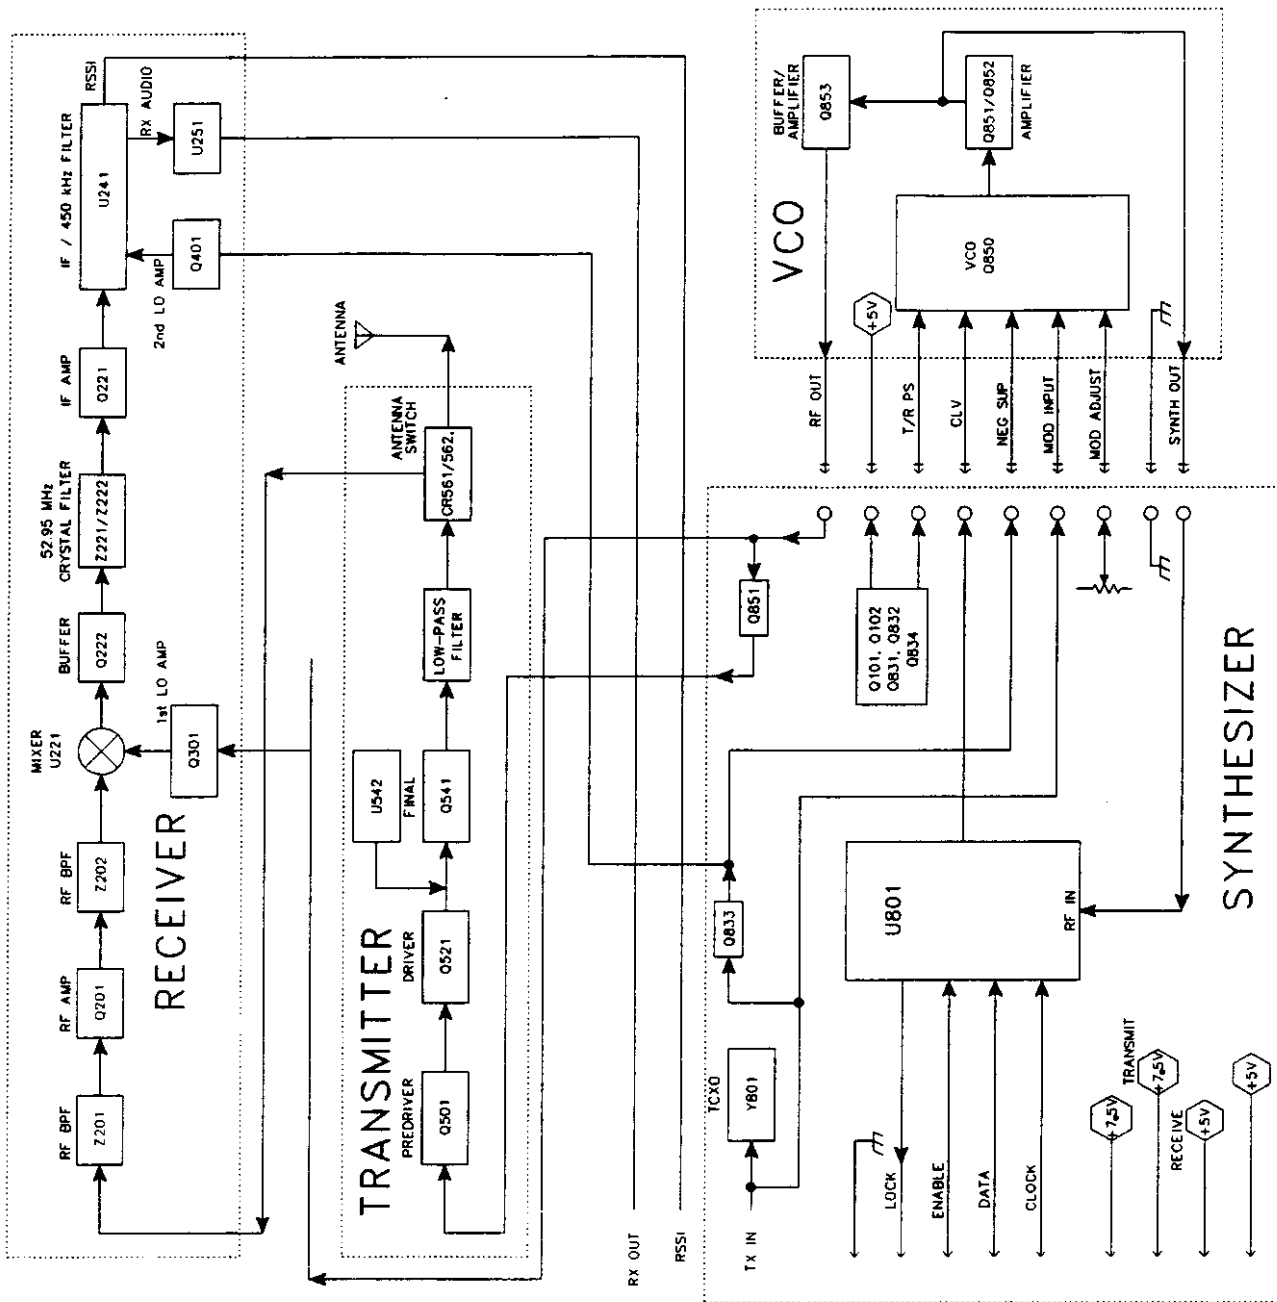 RECEIVER
RF BPF
Z201
RF AMP
Q201
RF BPF
Z202
MIXER
U221
1st LO AMP
Q301
BUFFER
Q222
52.95 MHz
CRYSTAL FILTER
Z221/Z222
IF AMP
Q221
2nd LO AMP
Q401
IF / 450 kHz FILTER
U241
RSSI
RX AUDIO
U251
TRANSMITTER
PREDRIVER
Q501
DRIVER
Q521
U542
FINAL
Q541
LOW-PASS
FILTER
ANTENNA
SWITCH
CR561/562.
ANTENNA
RX OUT
RSSI
TX IN
SYNTHESIZER
TCXO
Y801
Q833
Q851
Q101, Q102
Q831, Q832
Q834
U801
RF IN
LOCK
ENABLE
DATA
CLOCK
+7.5V
TRANSMIT
+7.5V
RECEIVE
+5V
+5V
VCO
BUFFER/
AMPLIFIER
Q853
Q851/Q852
AMPLIFIER
VCO
Q850
RF OUT
+5V
T/R PS
CLV
NEG SUP
MOD INPUT
MOD ADJUST
SYNTH OUT